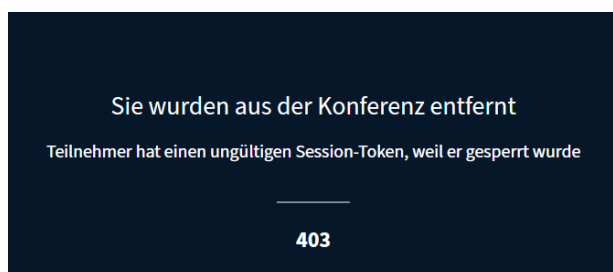 Sie wurden aus der Konferenz entfernt
Teilnehmer hat einen ungültigen Session-Token, weil er gesperrt wurde
403